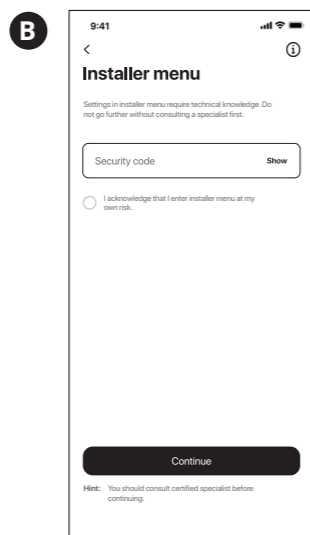 B
9:41
Installer menu
Settings in installer menu require technical knowledge. Do
not go further without consulting a specialist first.
Security code Show
I acknowledge that I enter installer menu at my
own risk.
Continue
Hint: You should consult certified specialist before
continuing.